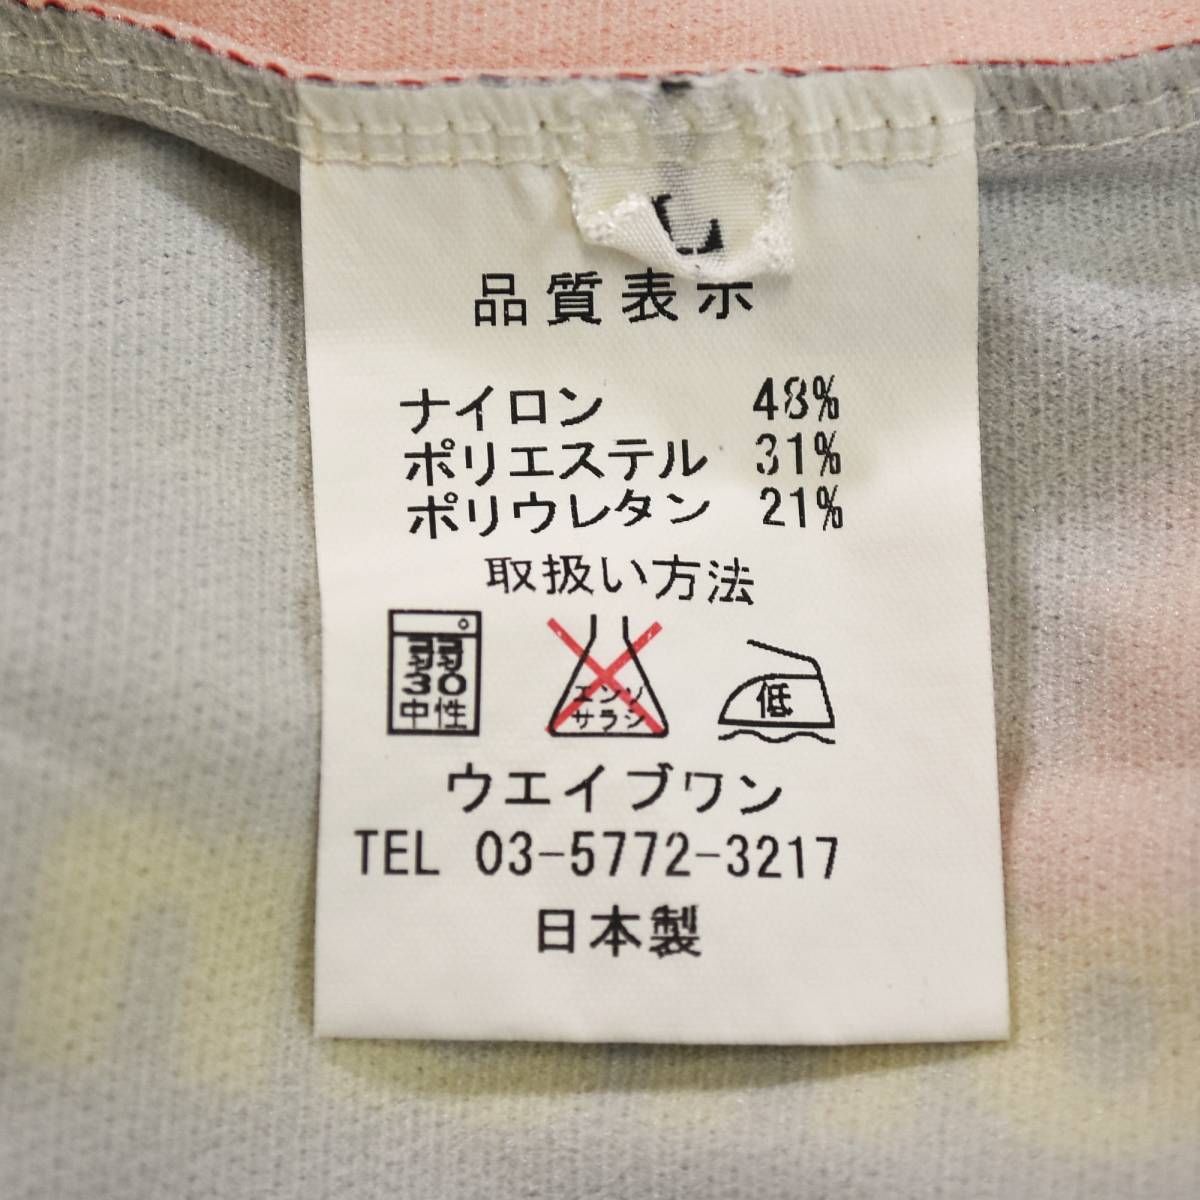 L
品質表示
ナイロン 48%
ポリエステル 31%
ポリウレタン 21%
取扱い方法
弱
30
中性
エンソ
サラシ
低
ウエイブワン
TEL 03-5772-3217
日本製